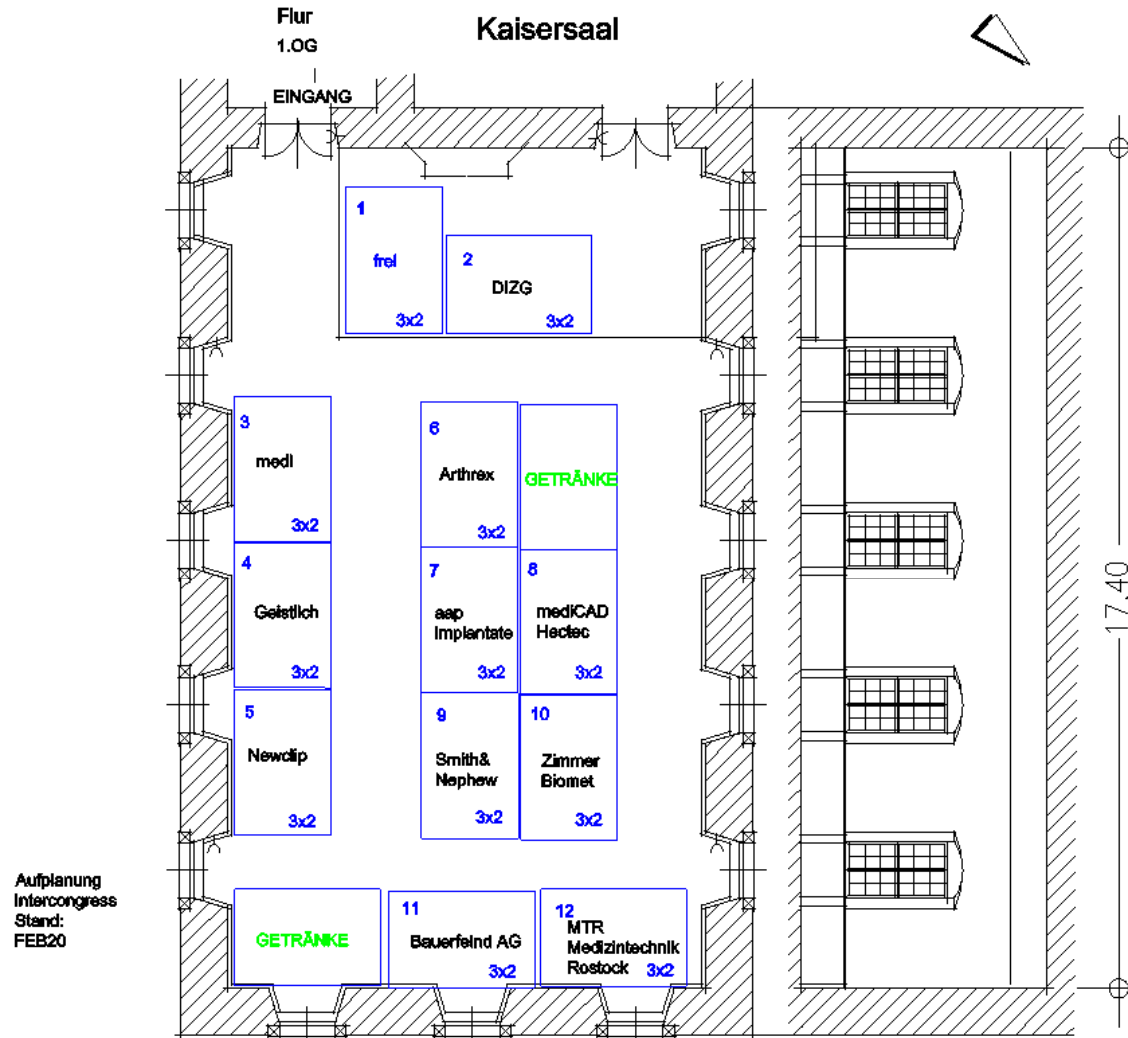 Flur
1.OG
EINGANG
Kaisersaal
1
frei
3x2
2
DIZG
3x2
3
medi
3x2
4
Geistlich
3x2
5
Newclip
3x2
6
Arthrex
3x2
GETRÄNKE
7
aap
Implantate
3x2
8
mediCAD
Hectec
3x2
9
Smith&
Nephew
3x2
10
Zimmer
Biomet
3x2
GETRÄNKE
11
Bauerfeind AG
3x2
12
MTR
Medizintechnik
Rostock 3x2
Aufplanung
Intercongress
Stand:
FEB20
17.40